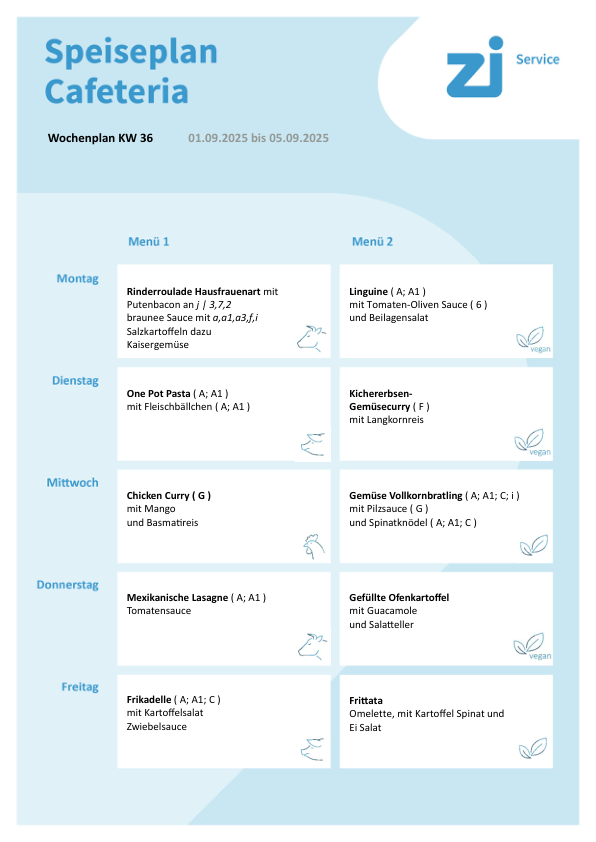 Speiseplan
Cafeteria
zi Service
Wochenplan KW 36 01.09.2025 bis 05.09.2025
Menü 1 Menü 2
Montag
Rinderroulade Hausfrauenart mit
Putenbacon an j | 3,7,2
braunee Sauce mit a,a1,a3,f,i
Salzkartoffeln dazu
Kaisergemüse
Linguine ( A; A1 )
mit Tomaten-Oliven Sauce ( 6 )
und Beilagensalat
vegan
Dienstag
One Pot Pasta ( A; A1 )
mit Fleischbällchen ( A; A1 )
Kichererbsen-
Gemüsecurry ( F )
mit Langkornreis
vegan
Mittwoch
Chicken Curry ( G )
mit Mango
und Basmatireis
Gemüse Vollkornbratling ( A; A1; C; i )
mit Pilzsauce ( G )
und Spinatknödel ( A; A1; C )
Donnerstag
Mexikanische Lasagne ( A; A1 )
Tomatensauce
Gefüllte Ofenkartoffel
mit Guacamole
und Salatteller
vegan
Freitag
Frikadelle ( A; A1; C )
mit Kartoffelsalat
Zwiebelsauce
Frittata
Omelette, mit Kartoffel Spinat und
Ei Salat